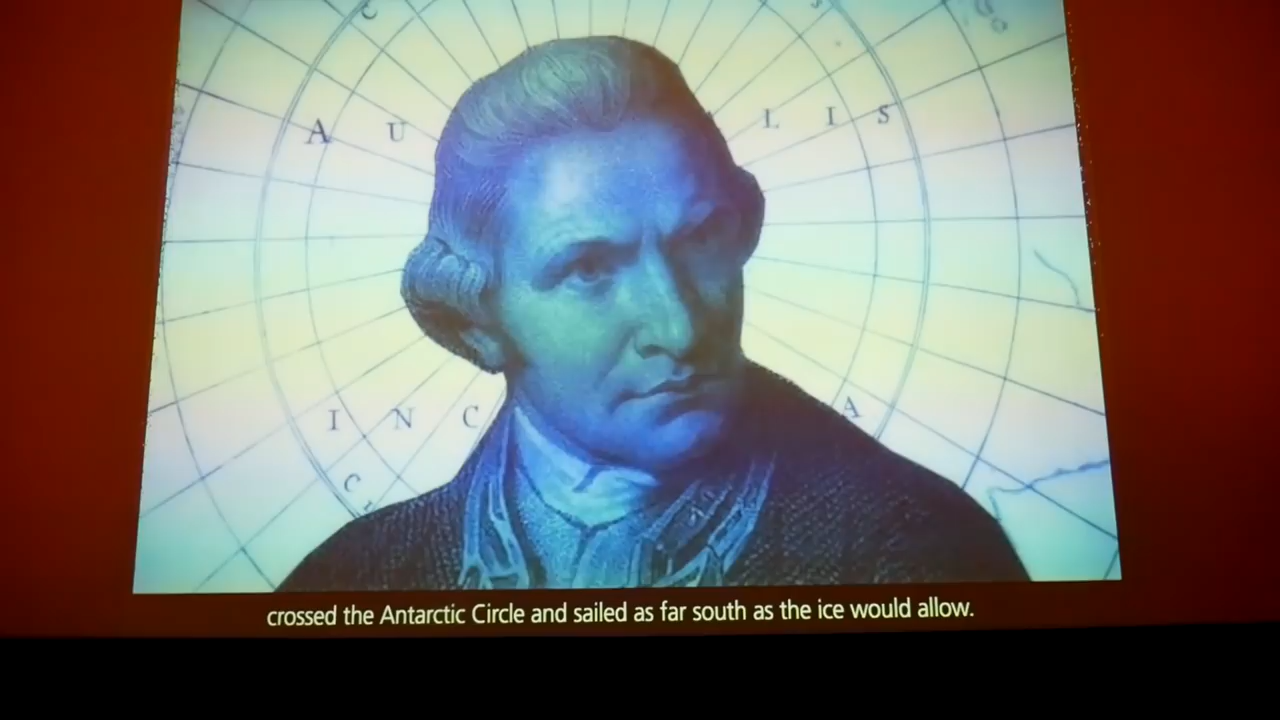 A U L I S
I N C A
crossed the Antarctic Circle and sailed as far south as the ice would allow.